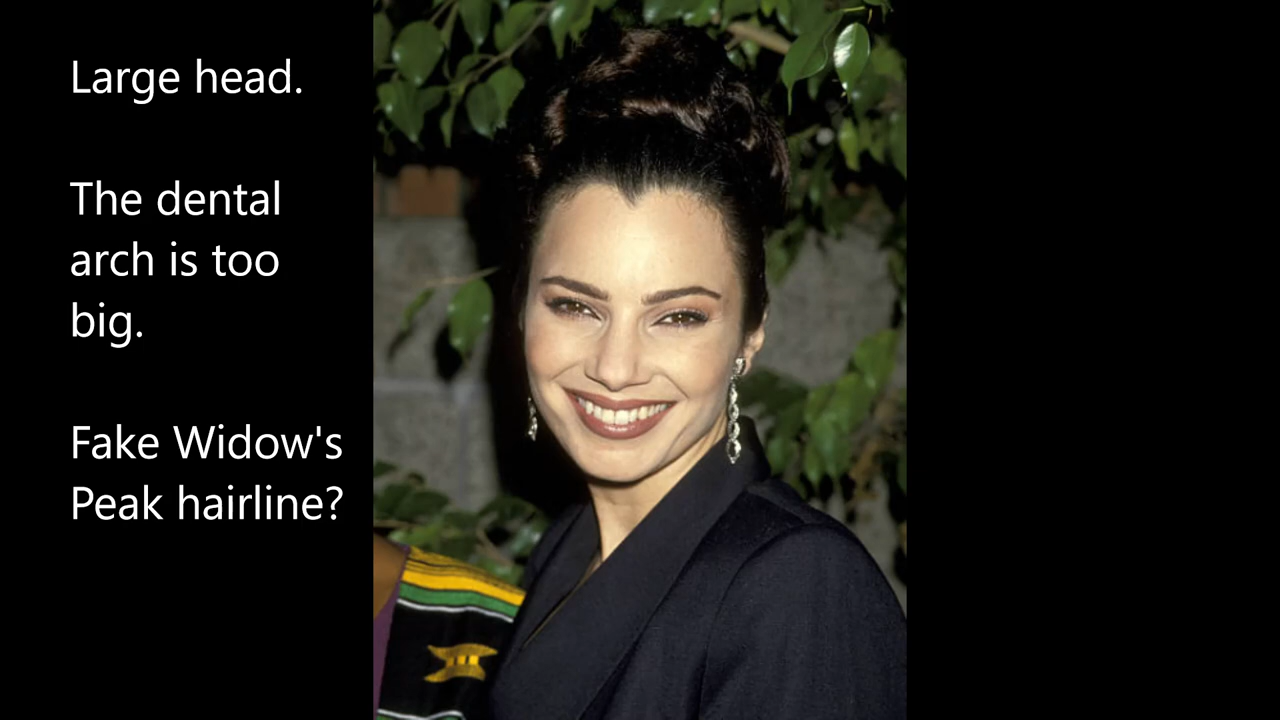 Large head.
The dental
arch is too
big.
Fake Widow's
Peak hairline?